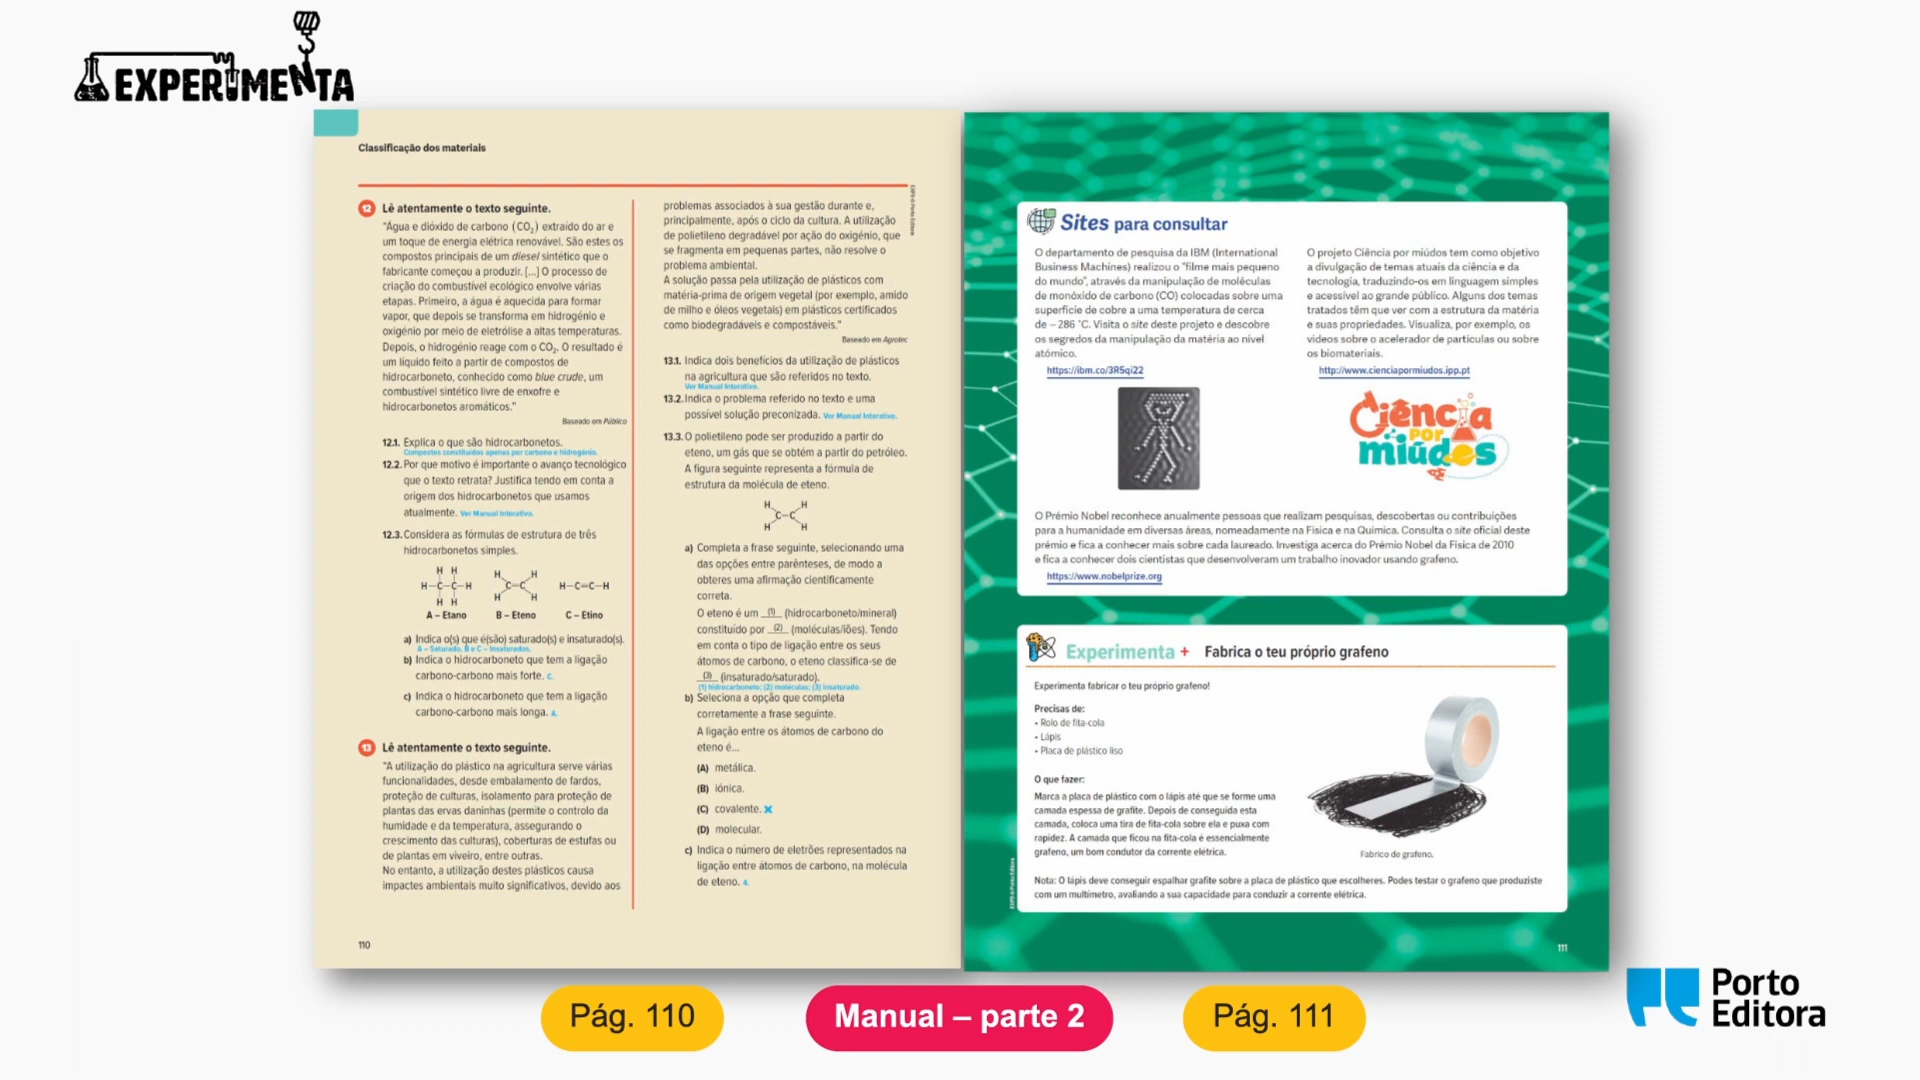 EXPERIMENTA
Classificação dos materiais
12 Lê atentamente o texto seguinte.
"Água e dióxido de carbono (CO₂) extraído do ar e
um toque de energia elétrica renovável. São estes os
compostos principais de um diesel sintético que o
fabricante começou a produzir. [...] O processo de
criação do combustível ecológico envolve várias
etapas. Primeiro, a água é aquecida para formar
vapor, que depois se transforma em hidrogénio e
oxigénio por meio de eletrólise a altas temperaturas.
Depois, o hidrogénio reage com o CO₂. O resultado é
um líquido feito a partir de compostos de
hidrocarboneto, conhecido como blue crude, um
combustível sintético livre de enxofre e
hidrocarbonetos aromáticos."
Baseado em Público
12.1. Explica o que são hidrocarbonetos.
Compostos constituídos apenas por carbono e hidrogénio.
12.2. Por que motivo é importante o avanço tecnológico
que o texto retrata? Justifica tendo em conta a
origem dos hidrocarbonetos que usamos
atualmente. Ver Manual Interativo.
12.3. Considera as fórmulas de estrutura de três
hidrocarbonetos simples.
H H
H–C–C–H
H H
H H
C–C
H H
H–C=C–H
A – Etano B – Eteno C – Etino
a) Indica o(s) que é(são) saturado(s) e insaturado(s).
A – Saturado. B e C – Insaturados.
b) Indica o hidrocarboneto que tem a ligação
carbono-carbono mais forte. C.
c) Indica o hidrocarboneto que tem a ligação
carbono-carbono mais longa. A.
13 Lê atentamente o texto seguinte.
"A utilização do plástico na agricultura serve várias
funcionalidades, desde embalamento de fardos,
proteção de culturas, isolamento para proteção de
plantas das ervas daninhas (permite o controlo da
humidade e da temperatura, assegurando o
crescimento das culturas), coberturas de estufas ou
de plantas em viveiro, entre outras.
No entanto, a utilização destes plásticos causa
impactes ambientais muito significativos, devido aos
110
problemas associados à sua gestão durante e,
principalmente, após o ciclo da cultura. A utilização
de polietileno degradável por ação do oxigénio, que
se fragmenta em pequenas partes, não resolve o
problema ambiental.
A solução passa pela utilização de plásticos com
matéria-prima de origem vegetal (por exemplo, amido
de milho e óleos vegetais) em plásticos certificados
como biodegradáveis e compostáveis."
Baseado em Agrotec
13.1. Indica dois benefícios da utilização de plásticos
na agricultura que são referidos no texto.
Ver Manual Interativo.
13.2. Indica o problema referido no texto e uma
possível solução preconizada. Ver Manual Interativo.
13.3. O polietileno pode ser produzido a partir do
eteno, um gás que se obtém a partir do petróleo.
A figura seguinte representa a fórmula de
estrutura da molécula de eteno.
H H
C–C
H H
a) Completa a frase seguinte, selecionando uma
das opções entre parênteses, de modo a
obteres uma afirmação cientificamente
correta.
O eteno é um (1) (hidrocarboneto/mineral)
constituído por (2) (moléculas/iões). Tendo
em conta o tipo de ligação entre os seus
átomos de carbono, o eteno classifica-se de
(3) (insaturado/saturado).
(1) hidrocarboneto; (2) moléculas; (3) insaturado.
b) Seleciona a opção que completa
corretamente a frase seguinte.
A ligação entre os átomos de carbono do
eteno é...
(A) metálica.
(B) iónica.
(C) covalente. ✕
(D) molecular.
c) Indica o número de eletrões representados na
ligação entre átomos de carbono, na molécula
de eteno. 4.
Sites para consultar
O departamento de pesquisa da IBM (International
Business Machines) realizou o "filme mais pequeno
do mundo", através da manipulação de moléculas
de monóxido de carbono (CO) colocadas sobre uma
superfície de cobre a uma temperatura de cerca
de – 286 °C. Visita o site deste projeto e descobre
os segredos da manipulação da matéria ao nível
atómico.
https://ibm.co/3RSqi22
O projeto Ciência por miúdos tem como objetivo
a divulgação de temas atuais da ciência e da
tecnologia, traduzindo-os em linguagem simples
e acessível ao grande público. Alguns dos temas
tratados têm que ver com a estrutura da matéria
e suas propriedades. Visualiza, por exemplo, os
vídeos sobre o acelerador de partículas ou sobre
os biomateriais.
http://www.cienciapormiudos.ipp.pt
Ciência
por
miúdos
O Prémio Nobel reconhece anualmente pessoas que realizam pesquisas, descobertas ou contribuições
para a humanidade em diversas áreas, nomeadamente na Física e na Química. Consulta o site oficial deste
prémio e fica a conhecer mais sobre cada laureado. Investiga acerca do Prémio Nobel da Física de 2010
e fica a conhecer dois cientistas que desenvolveram um trabalho inovador usando grafeno.
https://www.nobelprize.org
Experimenta + Fabrica o teu próprio grafeno
Experimenta fabricar o teu próprio grafeno!
Precisas de:
• Rolo de fita-cola
• Lápis
• Placa de plástico liso
O que fazer:
Marca a placa de plástico com o lápis até que se forme uma
camada espessa de grafite. Depois de conseguida esta
camada, coloca uma tira de fita-cola sobre ela e puxa com
rapidez. A camada que ficou na fita-cola é essencialmente
grafeno, um bom condutor da corrente elétrica.
Fabrico de grafeno.
Nota: O lápis deve conseguir espalhar grafite sobre a placa de plástico que escolheres. Podes testar o grafeno que produziste
com um multímetro, avaliando a sua capacidade para conduzir a corrente elétrica.
111
Pág. 110
Manual – parte 2
Pág. 111
Porto
Editora